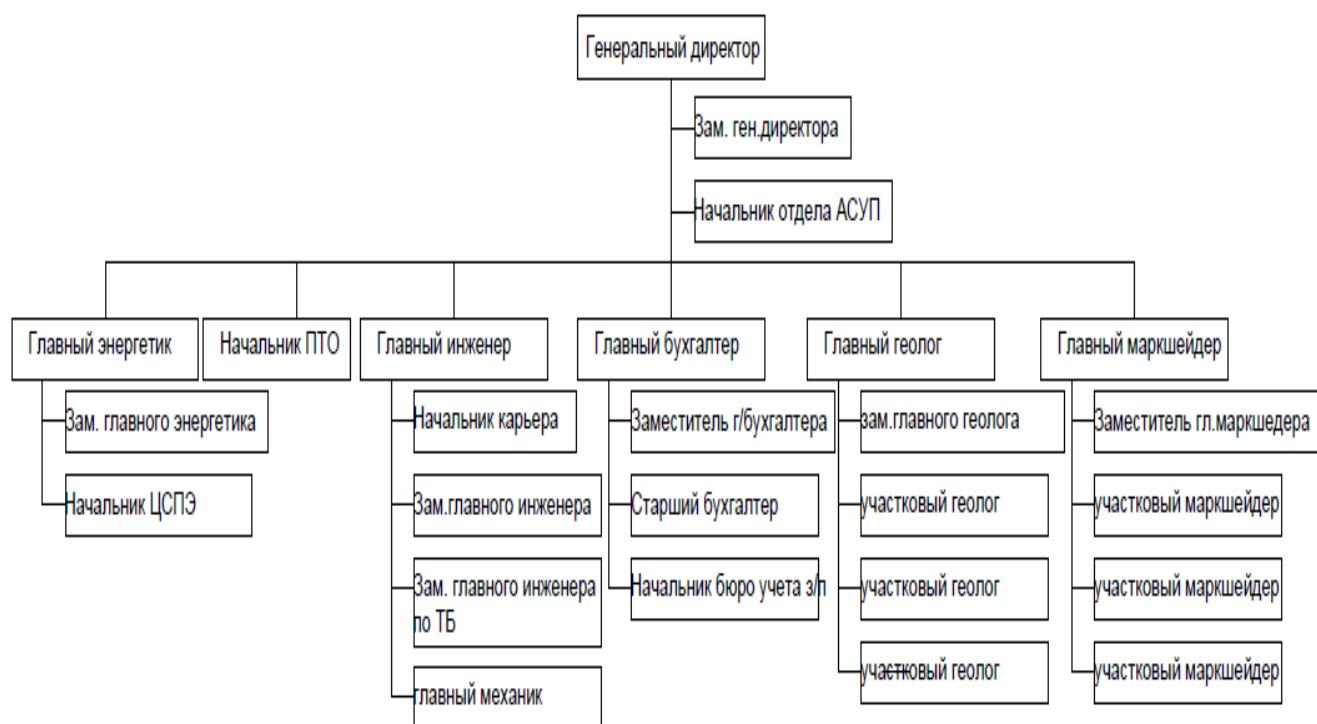 Генеральный директор
Зам. ген.директора
Начальник отдела АСУП
Главный энергетик
Начальник ПТО
Главный инженер
Главный бухгалтер
Главный геолог
Главный маркшейдер
Зам. главного энергетика
Начальник ЦСПЭ
Начальник карьера
Зам.главного инженера
Зам. главного инженера
по ТБ
главный механик
Заместитель г/бухгалтера
Старший бухгалтер
Начальник бюро учета з/п
зам.главного геолога
участковый геолог
участковый геолог
участковый геолог
Заместитель гл.маркшедера
участковый маркшейдер
участковый маркшейдер
участковый маркшейдер